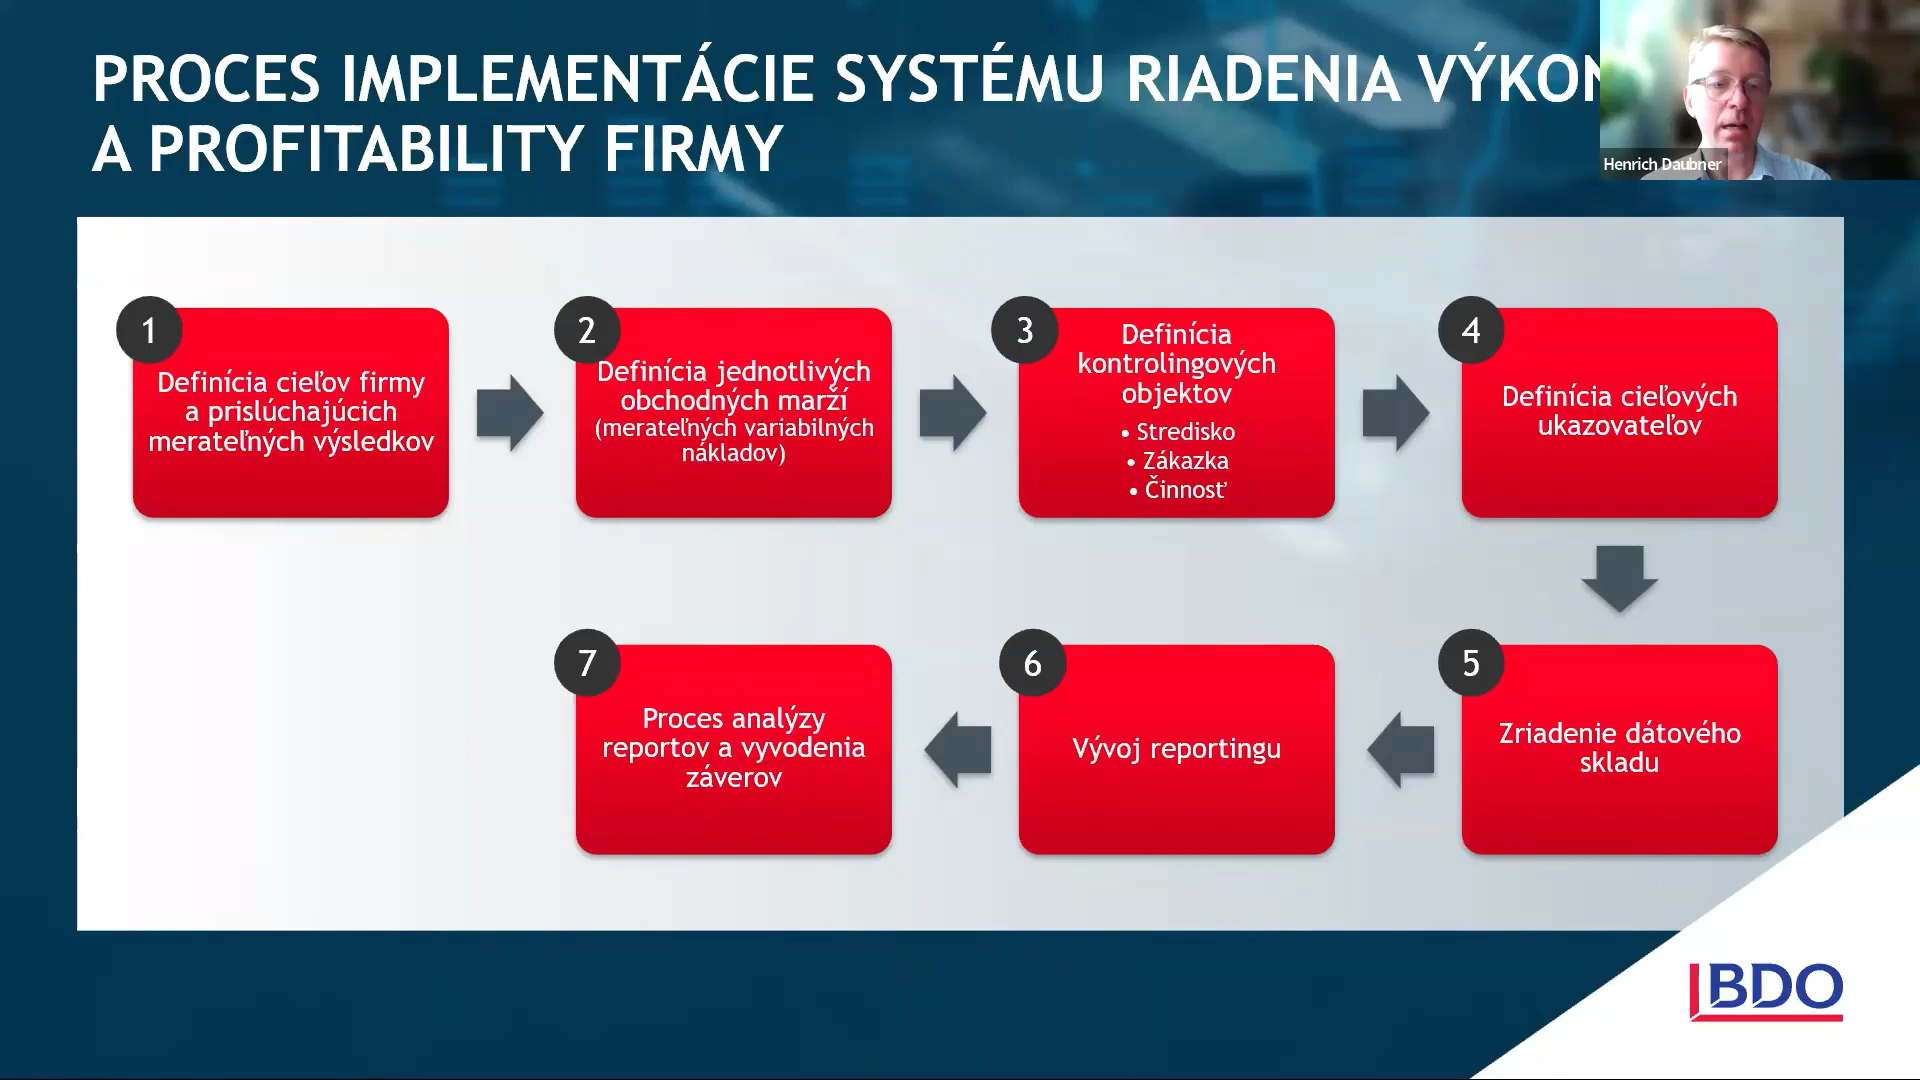 PROCES IMPLEMENTÁCIE SYSTÉMU RIADENIA
A PROFITABILITY FIRMY
Henrich Daubner
1
Definícia cieľov firmy
a prislúchajúcich
merateľných výsledkov
2
Definícia jednotlivých
obchodných marží
(merateľných variabilných
nákladov)
3
Definícia
kontrolingových
objektov
• Stredisko
• Zákazka
• Činnosť
4
Definícia cieľových
ukazovateľov
5
Zriadenie dátového
skladu
6
Vývoj reportingu
7
Proces analýzy
reportov a vyvodenia
záverov
BDO